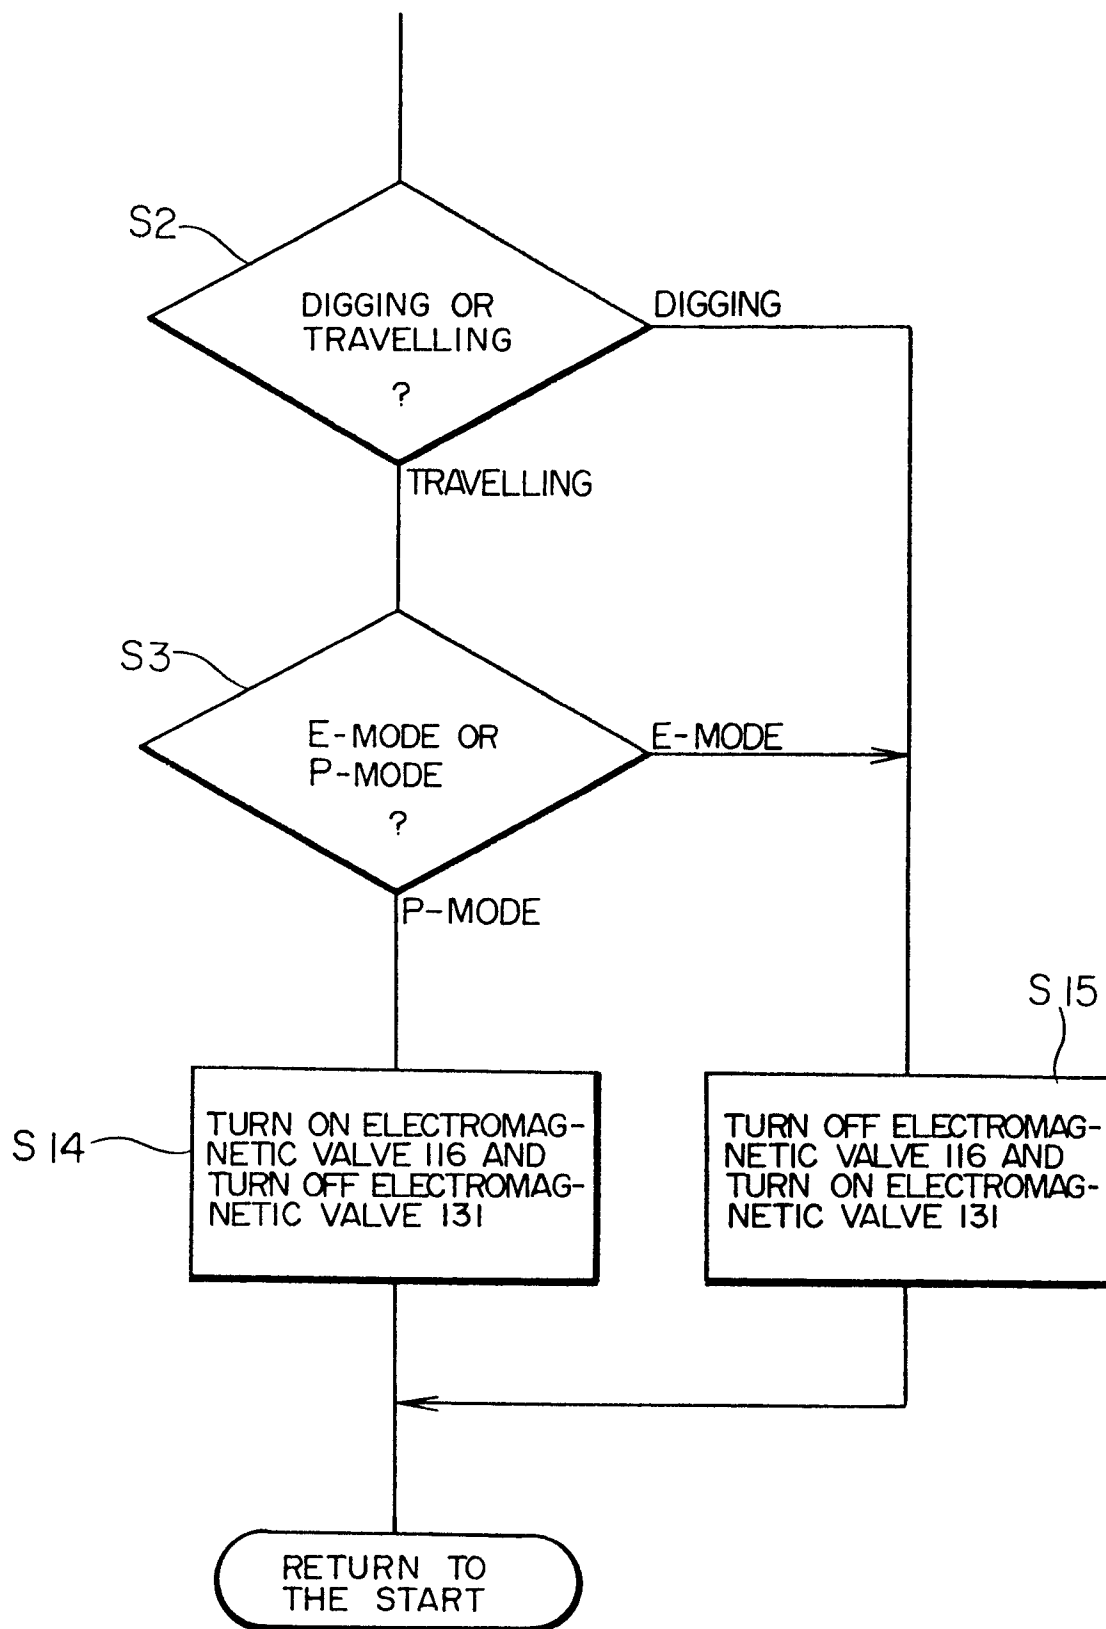 S2
DIGGING OR
TRAVELLING
?
DIGGING
TRAVELLING
S3
E-MODE OR
P-MODE
?
E-MODE
P-MODE
S14
TURN ON ELECTROMAG-
NETIC VALVE 116 AND
TURN OFF ELECTROMAG-
NETIC VALVE 131
S15
TURN OFF ELECTROMAG-
NETIC VALVE 116 AND
TURN ON ELECTROMAG-
NETIC VALVE 131
RETURN TO
THE START